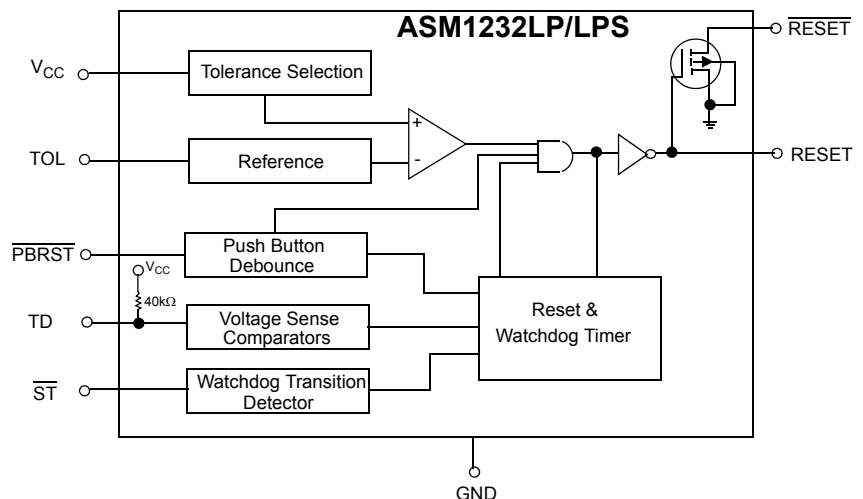 ASM1232LP/LPS
RESET
VCC
Tolerance Selection
+
TOL
Reference
-
RESET
PBRST
Push Button
Debounce
VCC
40kΩ
Reset &
Watchdog Timer
TD
Voltage Sense
Comparators
ST
Watchdog Transition
Detector
GND